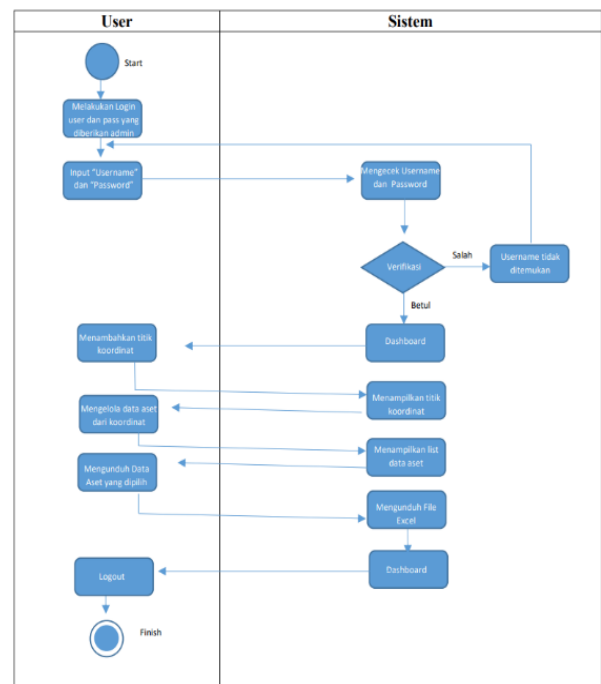 User
Sistem
Start
Melakukan Login
user dan pass yang
diberikan admin
Input "Username"
dan "Password"
Mengecek Username
dan Password
Verifikasi
Salah
Username tidak
ditemukan
Betul
Dashboard
Menambahkan titik
koordinat
Menampilkan titik
koordinat
Mengelola data aset
dari koordinat
Menampilkan list
data aset
Mengunduh Data
Aset yang dipilih
Mengunduh File
Excel
Dashboard
Logout
Finish